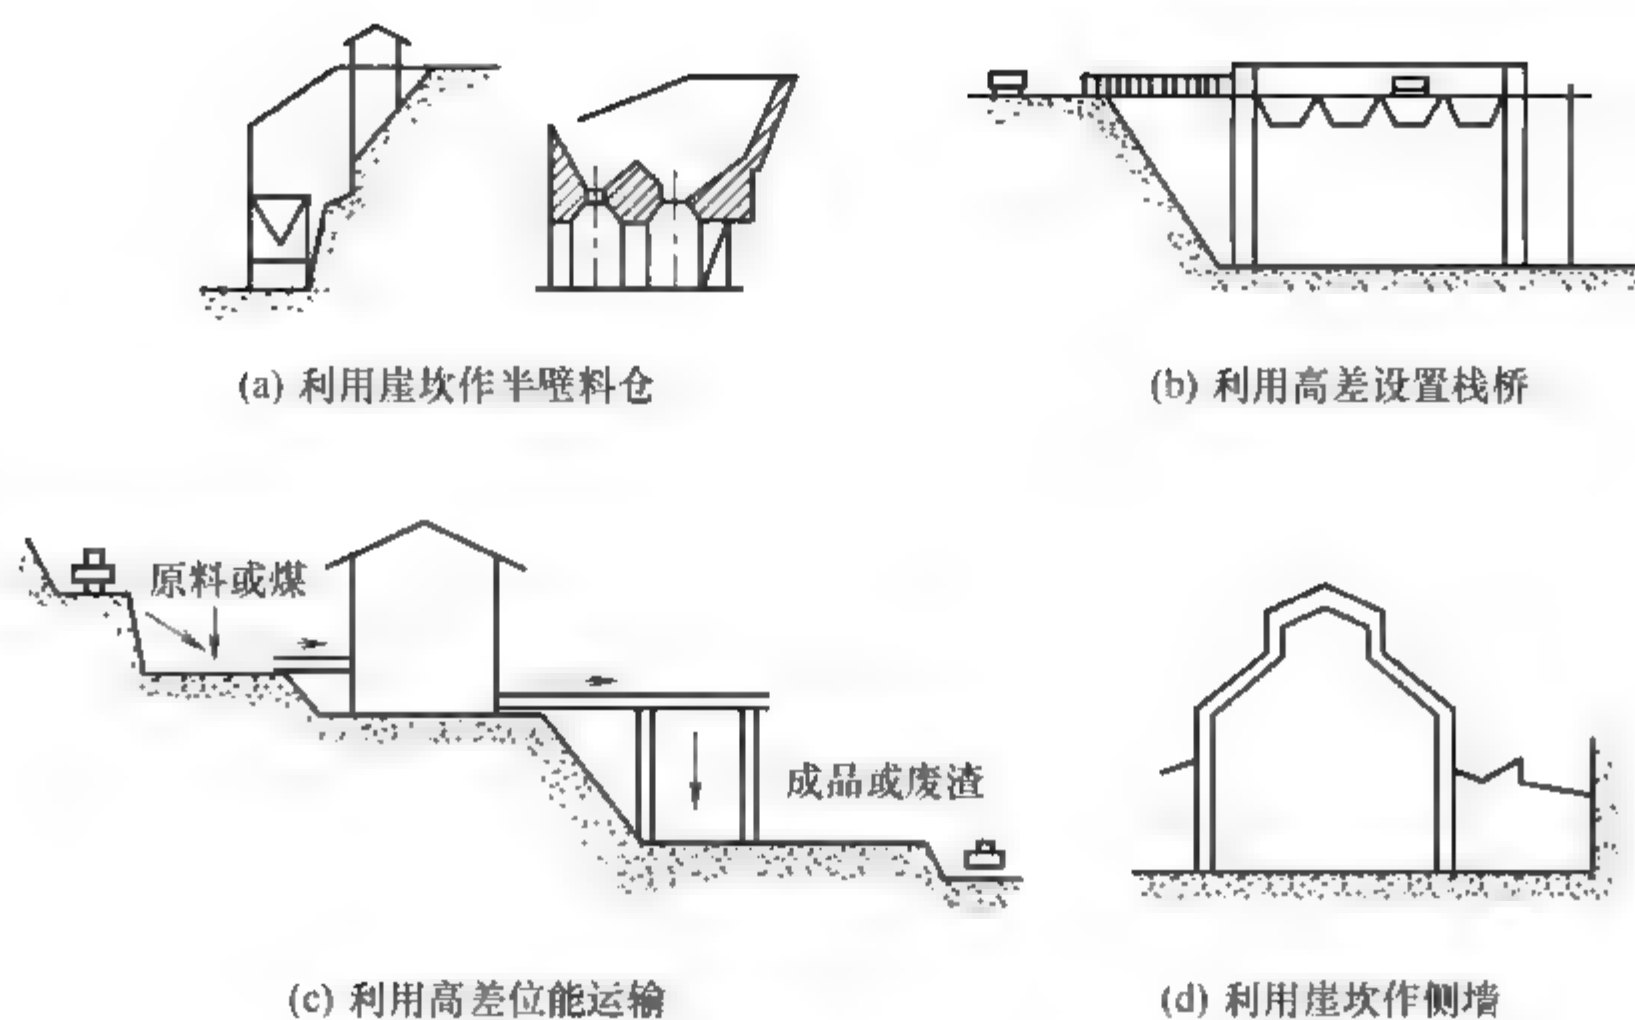 (a) 利用崖坎作半壁料仓
(b) 利用高差设置栈桥
原料或煤
成品或废渣
(c) 利用高差位能运输
(d) 利用崖坎作侧墙